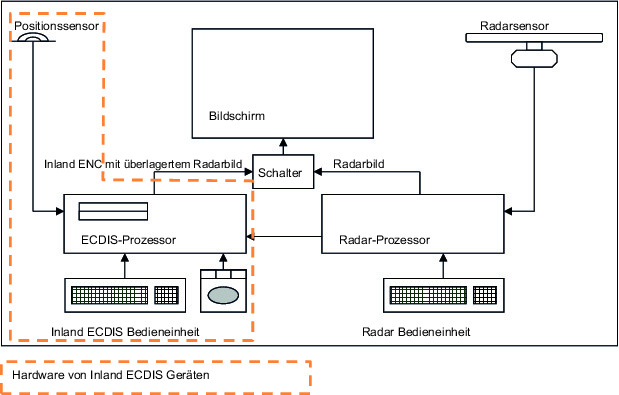 Positionssensor
Radarsensor
Bildschirm
Inland ENC mit überlagertem Radarbild
Radarbild
Schalter
ECDIS-Prozessor
Radar-Prozessor
Inland ECDIS Bedieneinheit
Radar Bedieneinheit
Hardware von Inland ECDIS Geräten